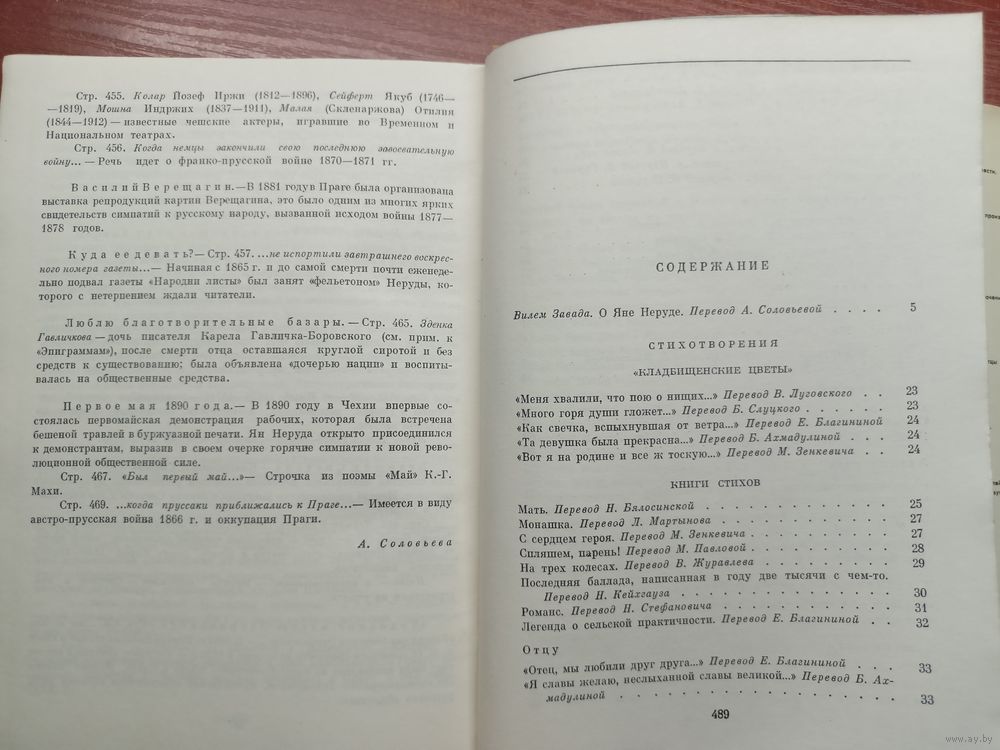 Стр. 455. Колар Йозеф Иржи (1812—1896), Сейферт Якуб (1746—
—1819), Мошна Индржих (1837—1911), Малая (Скленаржова) Отилия
(1844—1912) — известные чешские актеры, игравшие во Временном и
Национальном театрах.
Стр. 456. Когда немцы закончили свою последнюю завоевательную
войну... — Речь идет о франко-прусской войне 1870—1871 гг.
Василий Верещагин.—В 1881 году в Праге была организована
выставка репродукций картин Верещагина, это было одним из многих ярких
свидетельств симпатий к русскому народу, вызванной исходом войны 1877—
1878 годов.
Куда ее девать?— Стр. 457. ...не испортили завтрашнего воскрес-
ного номера газеты...— Начиная с 1865 г. и до самой смерти почти еженеде-
льно подвал газеты «Народни листы» был занят «фельетоном» Неруды, ко-
торого с нетерпением ждали читатели.
Люблю благотворительные базары.—Стр. 465. Зденка
Гавличкова—дочь писателя Карела Гавличка-Боровского (см. прим. к
«Эпиграммам»), после смерти отца оставшаяся круглой сиротой и без
средств к существованию; была объявлена «дочерью нации» и воспиты-
валась на общественные средства.
Первое мая 1890 года.— В 1890 году в Чехии впервые со-
стоялась первомайская демонстрация рабочих, которая была встречена
бешеной травлей в буржуазной печати. Ян Неруда открыто присоединился
к демонстрантам, выразив в своем очерке горячие симпатии к новой рево-
люционной общественной силе.
Стр. 467. «Был первый май...»— Строчка из поэмы «Май» К.-Г.
Махи.
Стр. 469. ...когда пруссаки приближались к Праге...— Имеется в виду
австро-прусская война 1866 г. и оккупация Праги.
А. Соловьева
СОДЕРЖАНИЕ
Вилем Завада. О Яне Неруде. Перевод А. Соловьевой . . . . 5
СТИХОТВОРЕНИЯ
«КЛАДБИЩЕНСКИЕ ЦВЕТЫ»
«Меня хвалили, что пою о нищих...» Перевод В. Луговского . . 23
«Много горя души гложет...» Перевод Б. Слуцкого . . . . . . 23
«Как свечка, вспыхнувшая от ветра...» Перевод Е. Благининой 24
«Та девушка была прекрасна...» Перевод Б. Ахмадулиной . . . 24
«Вот я на родине и все ж тоскую...» Перевод М. Зенкевича . . 24
КНИГИ СТИХОВ
Мать. Перевод Н. Бялосинской . . . . . . . . . . . . . 25
Монашка. Перевод Л. Мартынова . . . . . . . . . . . . 27
С сердцем героя. Перевод М. Зенкевича . . . . . . . . . 27
Спляшем, парень! Перевод М. Павловой . . . . . . . . . 28
На трех колесах. Перевод В. Журавлева . . . . . . . . . 29
Последняя баллада, написанная в году две тысячи с чем-то.
Перевод Н. Кейхгауза . . . . . . . . . . . . . . . 30
Романс. Перевод Н. Стефановича . . . . . . . . . . . . 31
Легенда о сельской практичности. Перевод Е. Благининой . . 32
Отцу
«Отец, мы любили друг друга...» Перевод Е. Благининой . . . 33
«Я славы желаю, неслыханной славы великой...» Перевод Б. Ах-
мадулиной . . . . . . . . . . . . . . . . . 33
489
www.ay.by